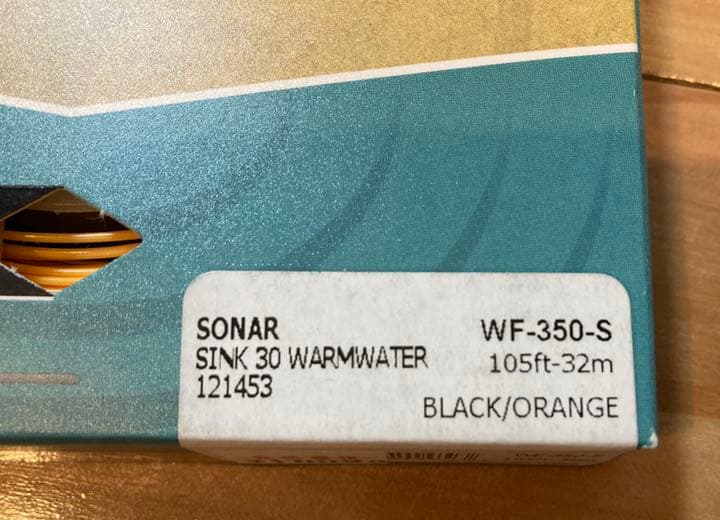 SONAR
SINK 30 WARMWATER
121453
WF-350-S
105ft-32m
BLACK/ORANGE